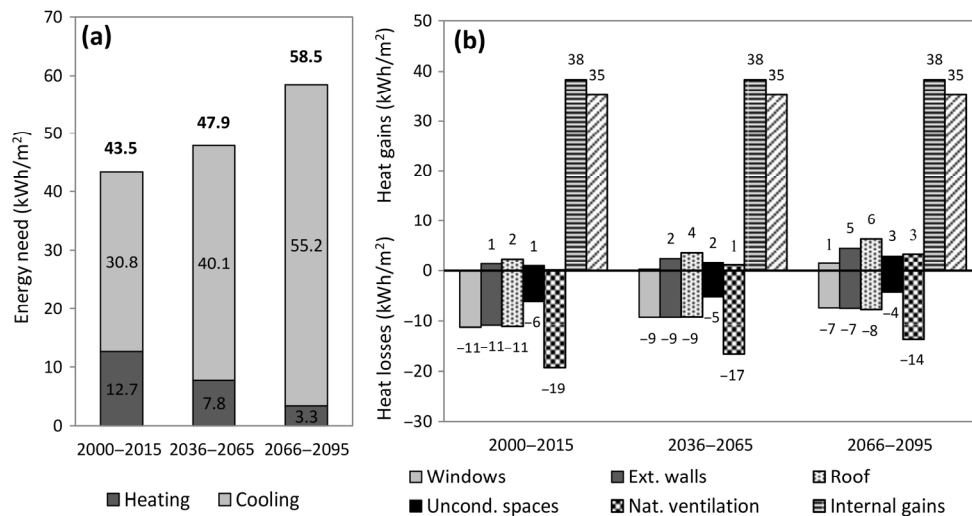 (a)
Energy need (kWh/m²)
70
60
50
40
30
20
10
0
43.5
47.9
58.5
30.8
40.1
55.2
12.7
7.8
3.3
2000–2015 2036–2065 2066–2095
Heating Cooling
(b)
Heat gains (kWh/m²)
Heat losses (kWh/m²)
50
40
30
20
10
0
−10
−20
−30
38
35
38
35
38
35
1 2 1
2 4 2 1
1 5 6 3 3
−11 −11 −11 −6 −19
−9 −9 −9 −5 −17
−7 −7 −8 −4 −14
2000–2015 2036–2065 2066–2095
Windows Ext. walls Roof
Uncond. spaces Nat. ventilation Internal gains